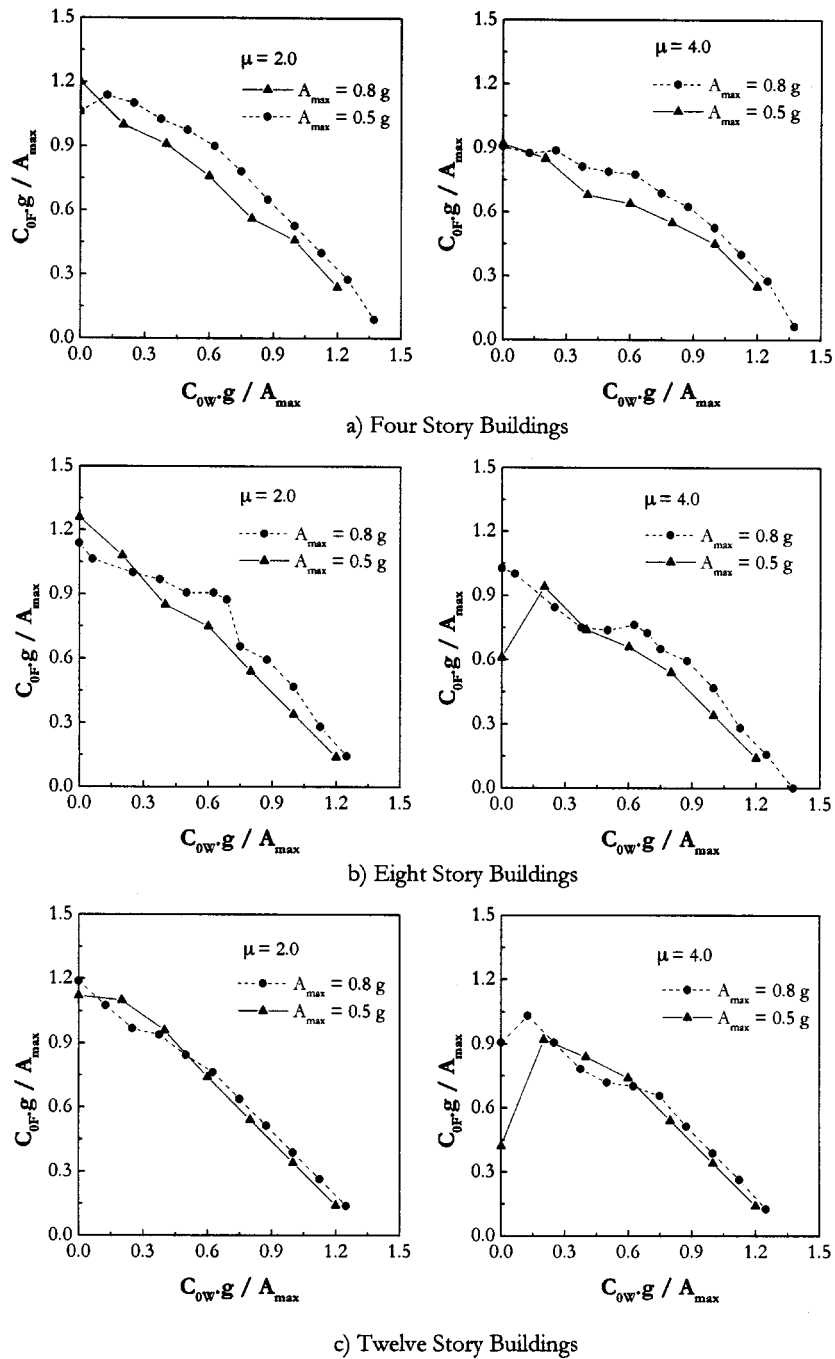 1.5
1.2
0.9
0.6
0.3
0.0
C0F.g / Amax
μ = 2.0
Amax = 0.8 g
Amax = 0.5 g
0.0 0.3 0.6 0.9 1.2 1.5
C0W.g / Amax
1.5
1.2
0.9
0.6
0.3
0.0
C0F.g / Amax
μ = 4.0
Amax = 0.8 g
Amax = 0.5 g
0.0 0.3 0.6 0.9 1.2 1.5
C0W.g / Amax
a) Four Story Buildings
1.5
1.2
0.9
0.6
0.3
0.0
C0F.g / Amax
μ = 2.0
Amax = 0.8 g
Amax = 0.5 g
0.0 0.3 0.6 0.9 1.2 1.5
C0W.g / Amax
1.5
1.2
0.9
0.6
0.3
0.0
C0F.g / Amax
μ = 4.0
Amax = 0.8 g
Amax = 0.5 g
0.0 0.3 0.6 0.9 1.2 1.5
C0W.g / Amax
b) Eight Story Buildings
1.5
1.2
0.9
0.6
0.3
0.0
C0F.g / Amax
μ = 2.0
Amax = 0.8 g
Amax = 0.5 g
0.0 0.3 0.6 0.9 1.2 1.5
C0W.g / Amax
1.5
1.2
0.9
0.6
0.3
0.0
C0F.g / Amax
μ = 4.0
Amax = 0.8 g
Amax = 0.5 g
0.0 0.3 0.6 0.9 1.2 1.5
C0W.g / Amax
c) Twelve Story Buildings